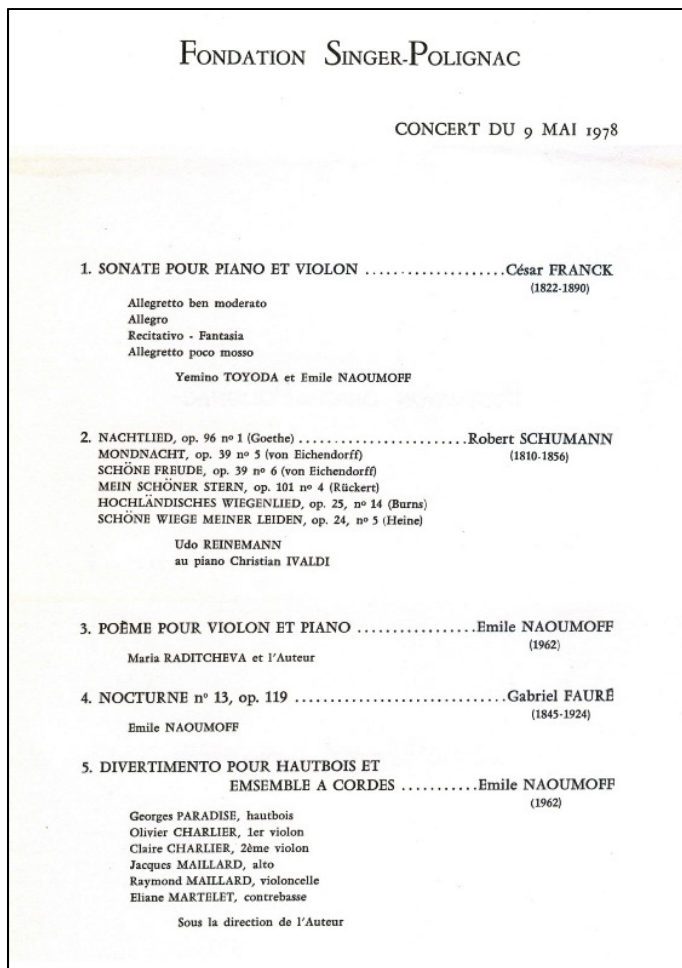 FONDATION SINGER-POLIGNAC
CONCERT DU 9 MAI 1978
1. SONATE POUR PIANO ET VIOLON ....................César FRANCK
(1822-1890)
Allegretto ben moderato
Allegro
Recitativo - Fantasia
Allegretto poco mosso
Yemino TOYODA et Emile NAOUMOFF
2. NACHTLIED, op. 96 nº 1 (Goethe) ........................Robert SCHUMANN
MONDNACHT, op. 39 nº 5 (von Eichendorff) (1810-1856)
SCHÖNE FREUDE, op. 39 nº 6 (von Eichendorff)
MEIN SCHÖNER STERN, op. 101 nº 4 (Rückert)
HOCHLÄNDISCHES WIEGENLIED, op. 25, nº 14 (Burns)
SCHÖNE WIEGE MEINER LEIDEN, op. 24, nº 5 (Heine)
Udo REINEMANN
au piano Christian IVALDI
3. POÈME POUR VIOLON ET PIANO .................Emile NAOUMOFF
(1962)
Maria RADITCHEVA et l'Auteur
4. NOCTURNE nº 13, op. 119 .............................Gabriel FAURÉ
(1845-1924)
Emile NAOUMOFF
5. DIVERTIMENTO POUR HAUTBOIS ET
EMSEMBLE A CORDES ...........Emile NAOUMOFF
(1962)
Georges PARADISE, hautbois
Olivier CHARLIER, 1er violon
Claire CHARLIER, 2ème violon
Jacques MAILLARD, alto
Raymond MAILLARD, violoncelle
Eliane MARTELET, contrebasse
Sous la direction de l'Auteur